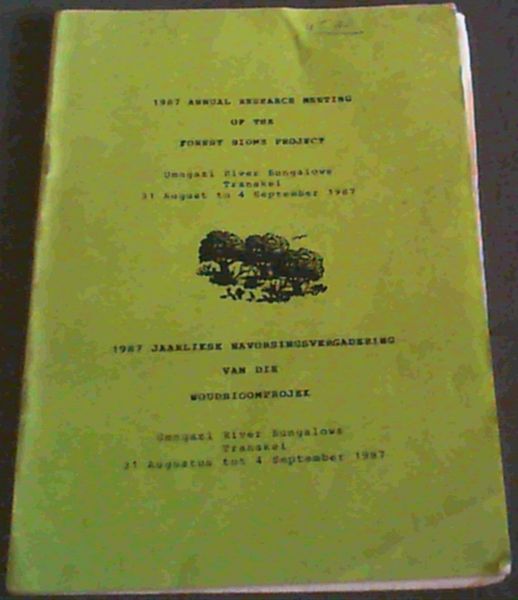 1987 ANNUAL RESEARCH MEETING
OF THE
FOREST BIOME PROJECT
Umngazi River Bungalows
Transkei
31 August to 4 September 1987
1987 JAARLIKSE NAVORSINGSVERGADERING
VAN DIE
WOUDBIOOMPROJEK
Umngazi River Bungalows
Transkei
31 Augustus tot 4 September 1987